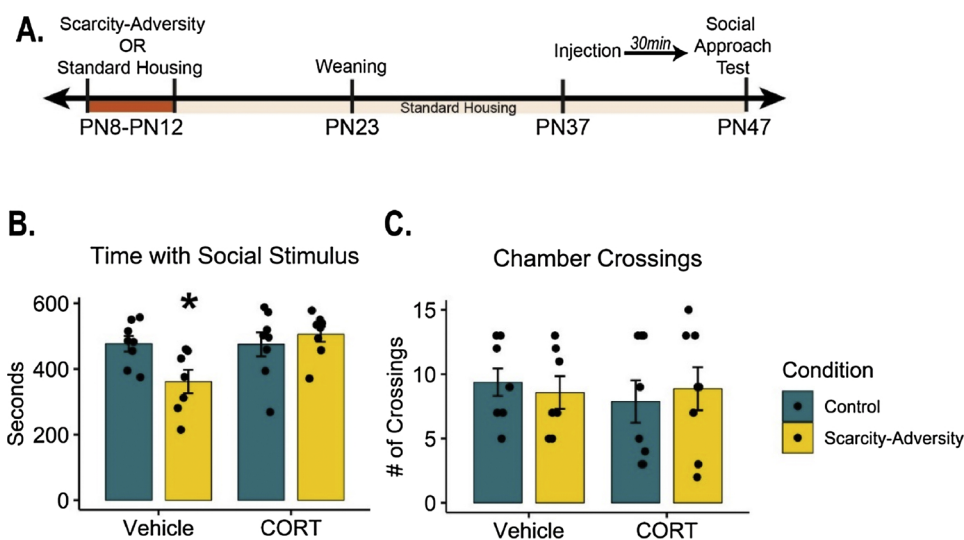 A.
Scarcity-Adversity
OR
Standard Housing
Weaning
Injection 30min
Social
Approach
Test
Standard Housing
PN8-PN12
PN23
PN37
PN47
B.
Time with Social Stimulus
*
Seconds
600
400
200
0
Vehicle
CORT
C.
Chamber Crossings
# of Crossings
15
10
5
0
Vehicle
CORT
Condition
Control
Scarcity-Adversity